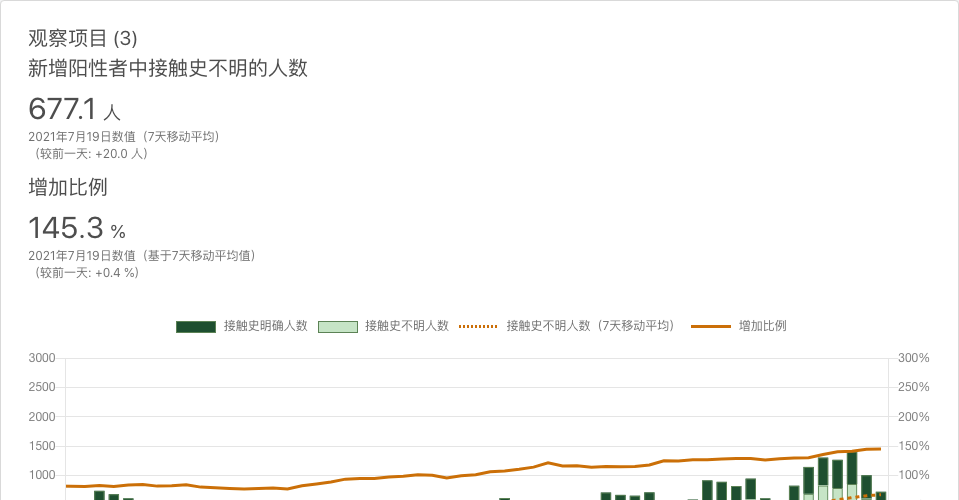 观察项目 (3)
新增阳性者中接触史不明的人数
677.1 人
2021年7月19日数值（7天移动平均）
（较前一天: +20.0 人）
增加比例
145.3 %
2021年7月19日数值（基于7天移动平均值）
（较前一天: +0.4 %）
接触史明确人数 接触史不明人数 接触史不明人数（7天移动平均） 增加比例
3000 300%
2500 250%
2000 200%
1500 150%
1000 100%